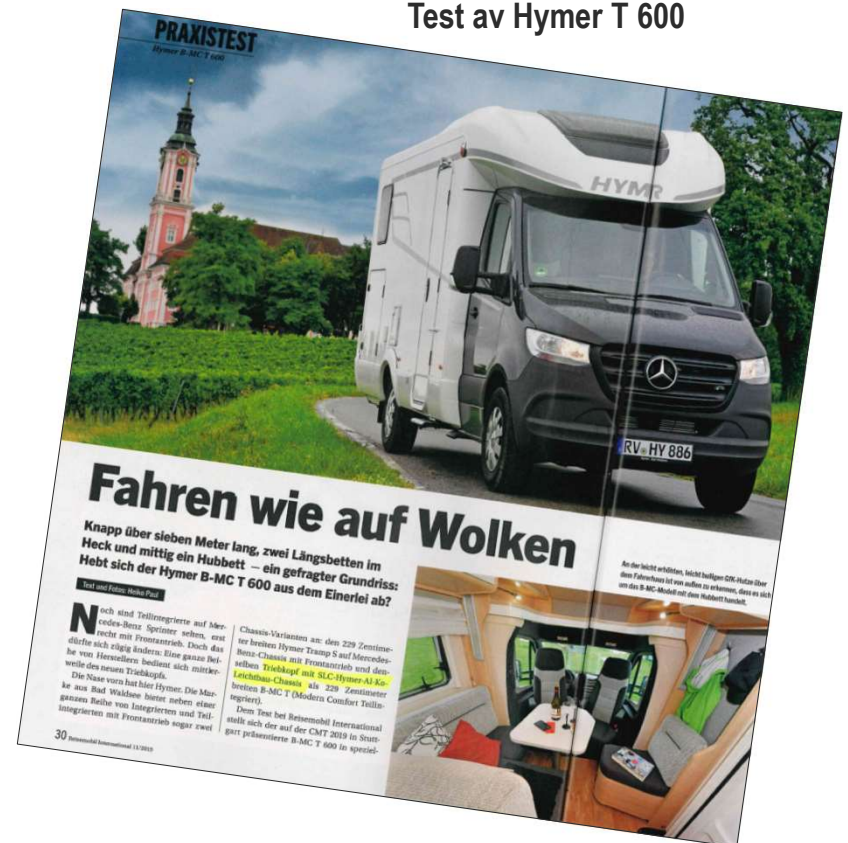 Test av Hymer T 600
PRAXISTEST
Hymer B-MC T 600
HYMR
RV HY 886
Fahren wie auf Wolken
Knapp über sieben Meter lang, zwei Längsbetten im
Heck und mittig ein Hubbett – ein gefragter Grundriss:
Hebt sich der Hymer B-MC T 600 aus dem Einerlei ab?
Text und Fotos: Heiko Paul
Noch sind Teilintegrierte auf Mer-
cedes-Benz Sprinter selten, erst
recht mit Frontantrieb. Doch das
dürfte sich zügig ändern: Eine ganze Rei-
he von Herstellern bedient sich mittler-
weile des neuen Triebkopfs.
Die Nase vorn hat hier Hymer. Die Mar-
ke aus Bad Waldsee bietet neben einer
ganzen Reihe von Integrierten und Teil-
integrierten mit Frontantrieb sogar zwei
Chassis-Varianten an: den 229 Zentime-
ter breiten Hymer Tramp S auf Mercedes-
Benz-Chassis mit Frontantrieb und den-
selben Triebkopf mit SLC-Hymer-Al-Ko-
Leichtbau-Chassis als 229 Zentimeter
breiten B-MC T (Modern Comfort Teilin-
tegriert).
Dem Test bei Reisemobil International
stellt sich der auf der CMT 2019 in Stutt-
gart präsentierte B-MC T 600 in speziel-
An der leicht erhöhten, leicht bulligen GfK-Hutze über
dem Fahrerhaus ist von außen zu erkennen, dass es sich
um das B-MC-Modell mit dem Hubbett handelt.
30 Reisemobil International 12/2019